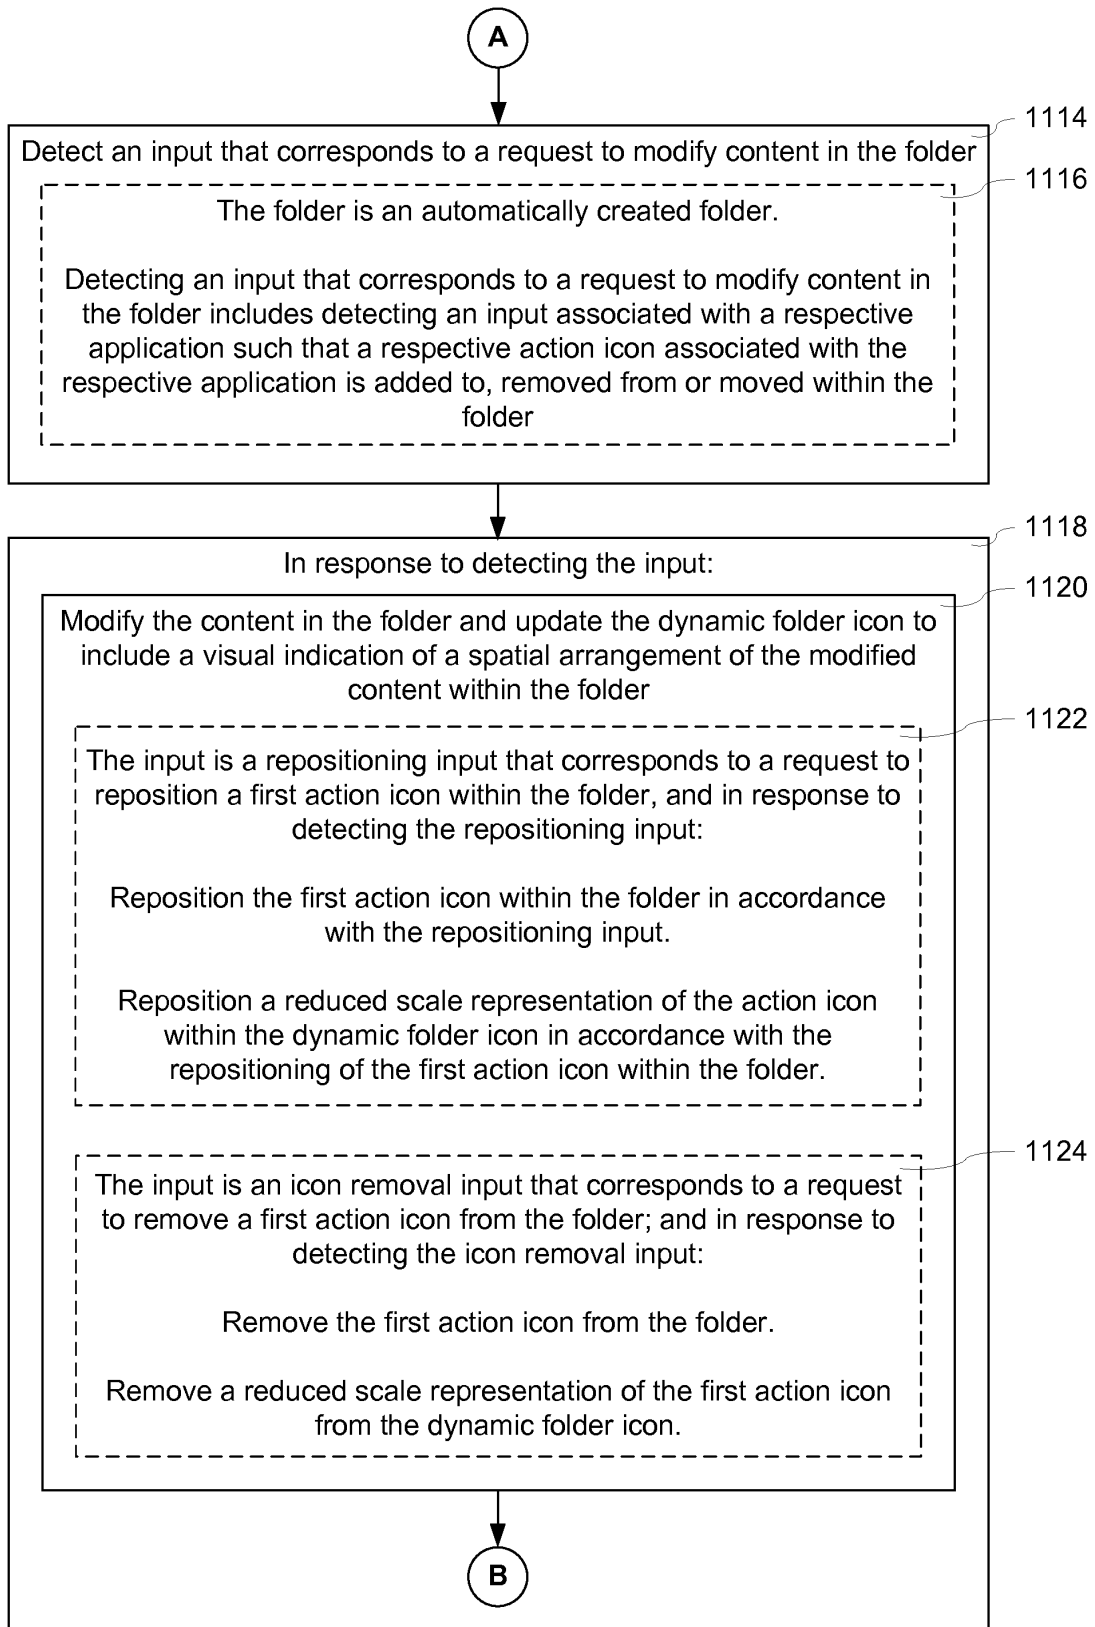 A
1114
Detect an input that corresponds to a request to modify content in the folder
1116
The folder is an automatically created folder.
Detecting an input that corresponds to a request to modify content in
the folder includes detecting an input associated with a respective
application such that a respective action icon associated with the
respective application is added to, removed from or moved within the
folder
1118
In response to detecting the input:
1120
Modify the content in the folder and update the dynamic folder icon to
include a visual indication of a spatial arrangement of the modified
content within the folder
1122
The input is a repositioning input that corresponds to a request to
reposition a first action icon within the folder, and in response to
detecting the repositioning input:
Reposition the first action icon within the folder in accordance
with the repositioning input.
Reposition a reduced scale representation of the action icon
within the dynamic folder icon in accordance with the
repositioning of the first action icon within the folder.
1124
The input is an icon removal input that corresponds to a request
to remove a first action icon from the folder; and in response to
detecting the icon removal input:
Remove the first action icon from the folder.
Remove a reduced scale representation of the first action icon
from the dynamic folder icon.
B